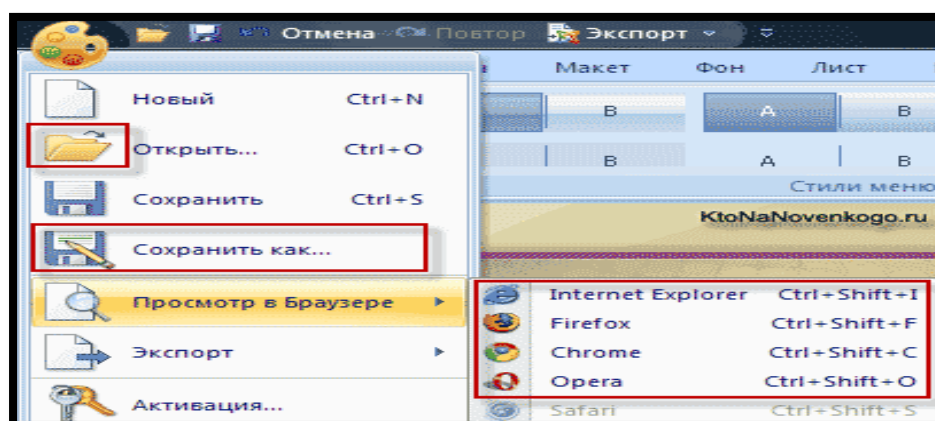 Отмена Повтор Экспорт
Макет Фон Лист
Новый Ctrl+N
B A B
Открыть... Ctrl+O
B A B
Стили меню
Сохранить Ctrl+S
KtoNaNovenkogo.ru
Сохранить как...
Просмотр в Браузере
Internet Explorer Ctrl+Shift+I
Firefox Ctrl+Shift+F
Экспорт
Chrome Ctrl+Shift+C
Opera Ctrl+Shift+O
Активация...
Safari Ctrl+Shift+S